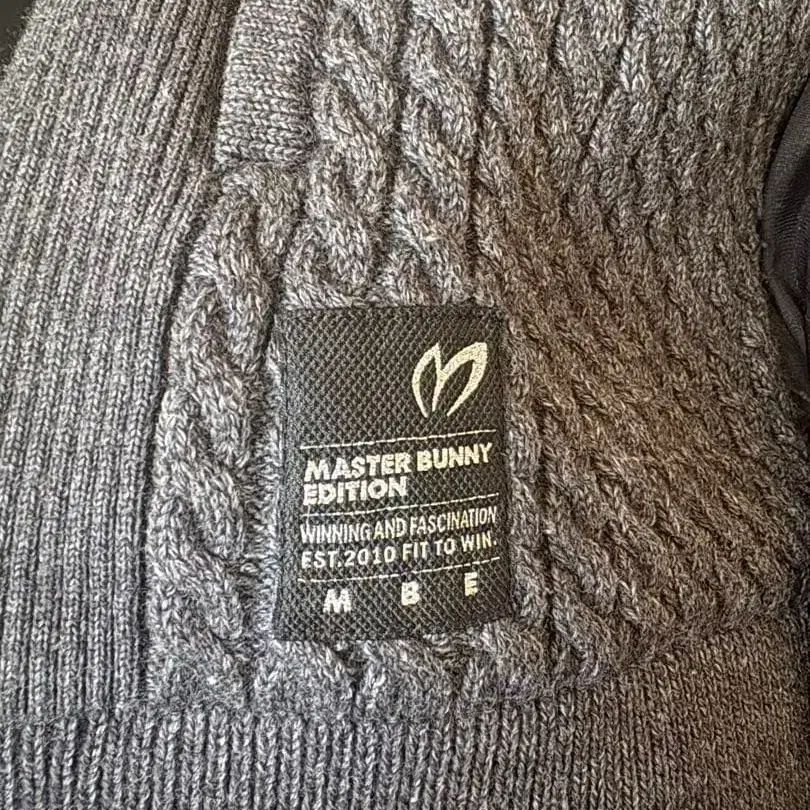 MASTER BUNNY
EDITION
WINNING AND FASCINATION
EST.2010 FIT TO WIN.
M B E